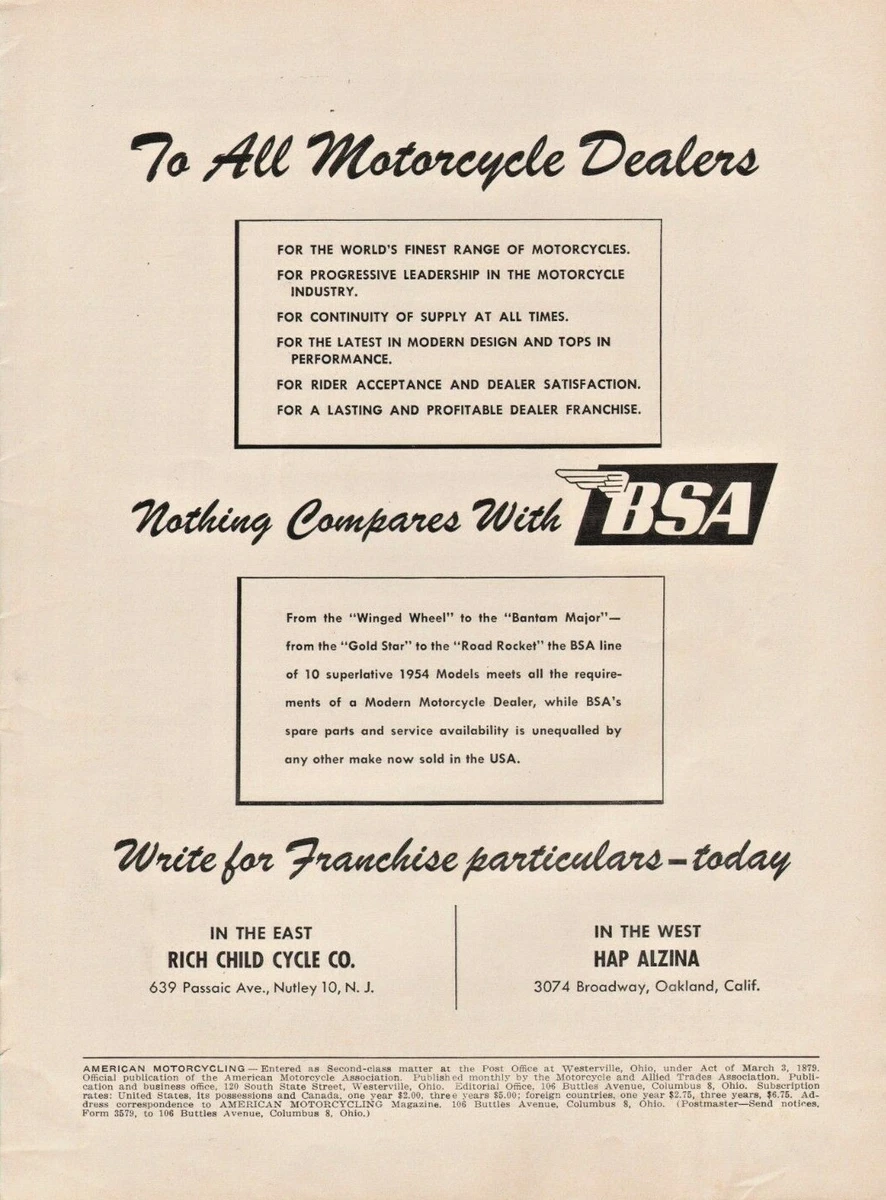 To All Motorcycle Dealers
FOR THE WORLD'S FINEST RANGE OF MOTORCYCLES.
FOR PROGRESSIVE LEADERSHIP IN THE MOTORCYCLE
INDUSTRY.
FOR CONTINUITY OF SUPPLY AT ALL TIMES.
FOR THE LATEST IN MODERN DESIGN AND TOPS IN
PERFORMANCE.
FOR RIDER ACCEPTANCE AND DEALER SATISFACTION.
FOR A LASTING AND PROFITABLE DEALER FRANCHISE.
Nothing Compares With BSA
From the "Winged Wheel" to the "Bantam Major"—
from the "Gold Star" to the "Road Rocket" the BSA line
of 10 superlative 1954 Models meets all the require-
ments of a Modern Motorcycle Dealer, while BSA's
spare parts and service availability is unequalled by
any other make now sold in the USA.
Write for Franchise particulars – today
IN THE EAST
RICH CHILD CYCLE CO.
639 Passaic Ave., Nutley 10, N. J.
IN THE WEST
HAP ALZINA
3074 Broadway, Oakland, Calif.
AMERICAN MOTORCYCLING — Entered as Second-class matter at the Post Office at Westerville, Ohio, under Act of March 3, 1879.
Official publication of the American Motorcycle Association. Published monthly by the Motorcycle and Allied Trades Association. Publi-
cation and business office, 120 South State Street, Westerville, Ohio. Editorial Office, 106 Buttles Avenue, Columbus 8, Ohio. Subscription
rates: United States, its possessions and Canada, one year $2.00, three years $5.00; foreign countries, one year $2.75, three years, $6.75. Ad-
dress correspondence to AMERICAN MOTORCYCLING Magazine, 106 Buttles Avenue, Columbus 8, Ohio. (Postmaster—Send notices,
Form 3579, to 106 Buttles Avenue, Columbus 8, Ohio.)